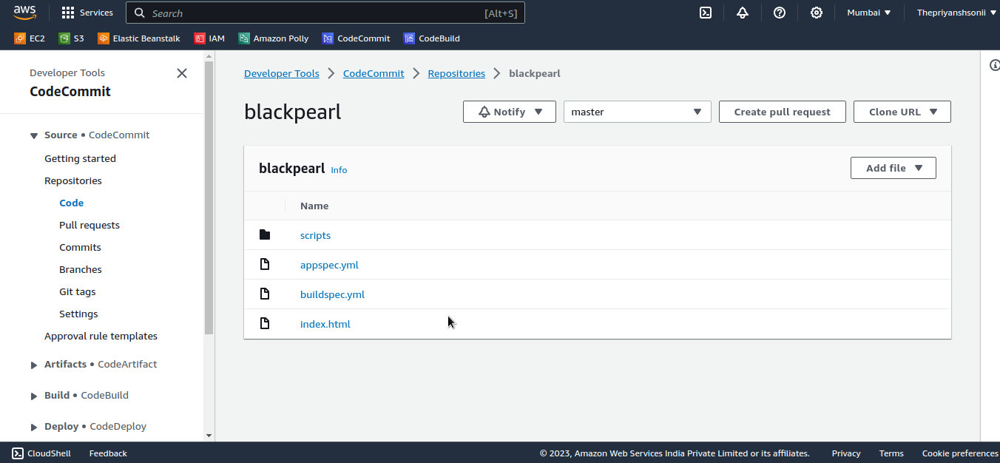 aws Services Search [Alt+S] Mumbai Thepriyanshsonii
EC2 S3 Elastic Beanstalk IAM Amazon Polly CodeCommit CodeBuild
Developer Tools
CodeCommit
Source • CodeCommit
Getting started
Repositories
Code
Pull requests
Commits
Branches
Git tags
Settings
Approval rule templates
Artifacts • CodeArtifact
Build • CodeBuild
Deploy • CodeDeploy
Developer Tools > CodeCommit > Repositories > blackpearl
blackpearl Notify master Create pull request Clone URL
blackpearl Info Add file
Name
scripts
appspec.yml
buildspec.yml
index.html
CloudShell Feedback © 2023, Amazon Web Services India Private Limited or its affiliates. Privacy Terms Cookie preferences